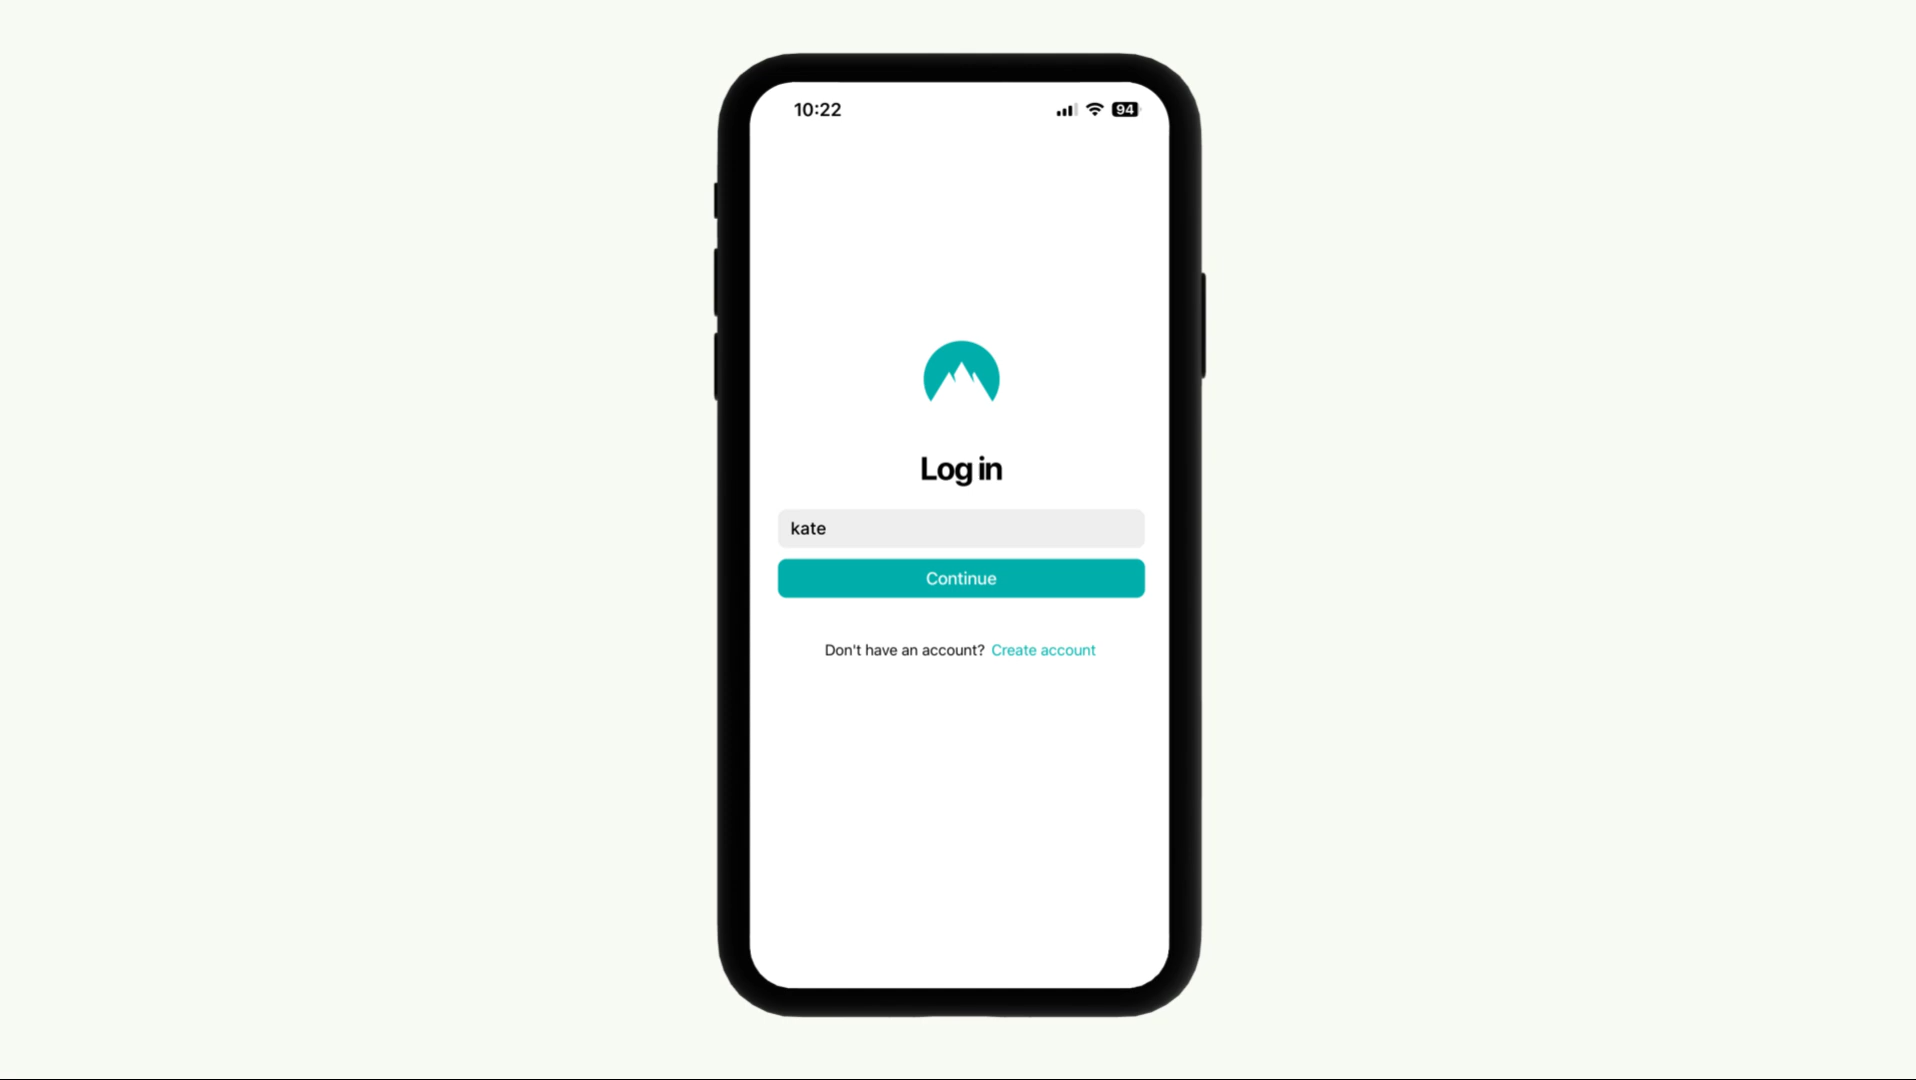 10:22 94
Log in
kate
Continue
Don't have an account? Create account